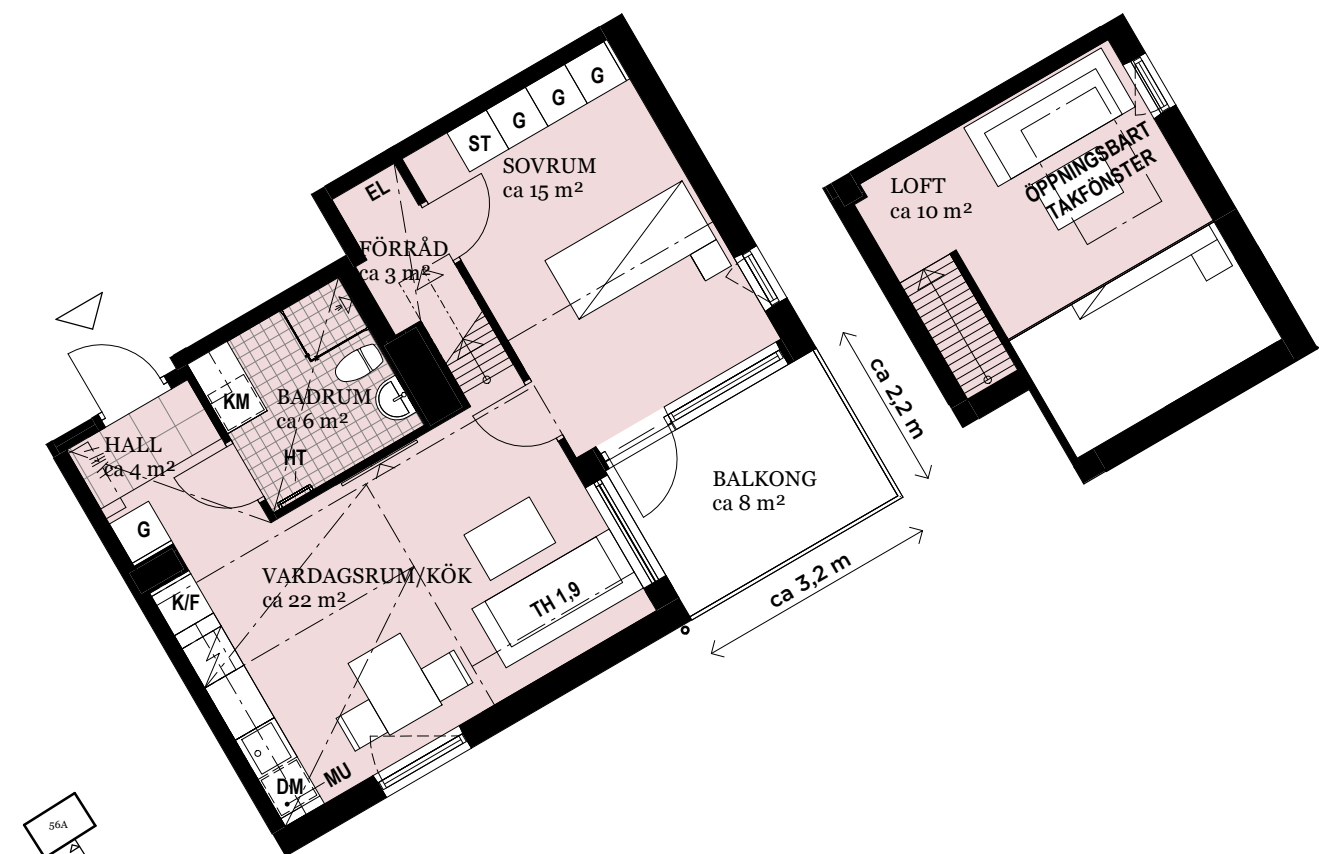 G
G
G
ST
SOVRUM
ca 15 m²
EL
FÖRRÅD
ca 3 m²
KM
BADRUM
ca 6 m²
HT
HALL
ca 4 m²
G
K/F
VARDAGSRUM/KÖK
ca 22 m²
TH 1,9
DM
MU
BALKONG
ca 8 m²
ca 2,2 m
ca 3,2 m
LOFT
ca 10 m²
ÖPPNINGSBART
TAKFÖNSTER
56A